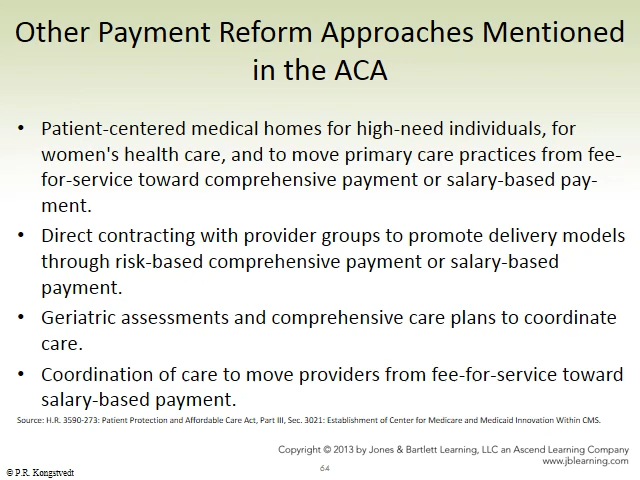 Other Payment Reform Approaches Mentioned
in the ACA
• Patient-centered medical homes for high-need individuals, for
women's health care, and to move primary care practices from fee-
for-service toward comprehensive payment or salary-based pay-
ment.
• Direct contracting with provider groups to promote delivery models
through risk-based comprehensive payment or salary-based
payment.
• Geriatric assessments and comprehensive care plans to coordinate
care.
• Coordination of care to move providers from fee-for-service toward
salary-based payment.
Source: H.R. 3590-273: Patient Protection and Affordable Care Act, Part III, Sec. 3021: Establishment of Center for Medicare and Medicaid Innovation Within CMS.
Copyright © 2013 by Jones & Bartlett Learning, LLC an Ascend Learning Company
www.jblearning.com
64
© P.R. Kongstvedt